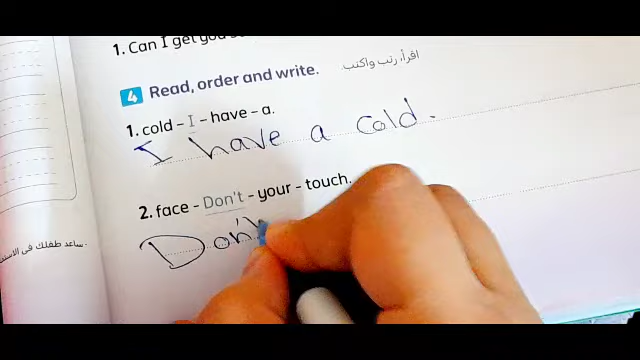 1. Can I get you
4 Read, order and write. اقرأ، رتب واكتب.
1. cold – I – have – a.
I have a cold.
2. face – Don't – your – touch.
Don't
ساعد طفلك في